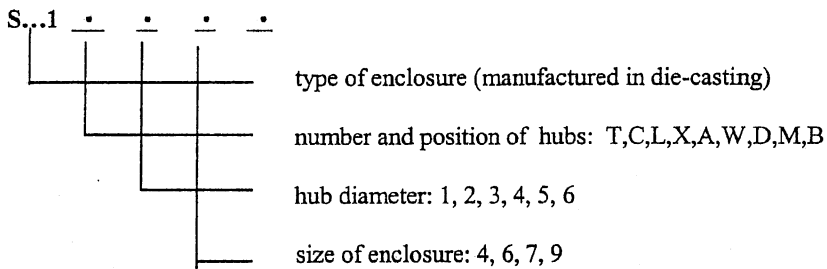 S...1 . . . .
type of enclosure (manufactured in die-casting)
number and position of hubs: T,C,L,X,A,W,D,M,B
hub diameter: 1, 2, 3, 4, 5, 6
size of enclosure: 4, 6, 7, 9